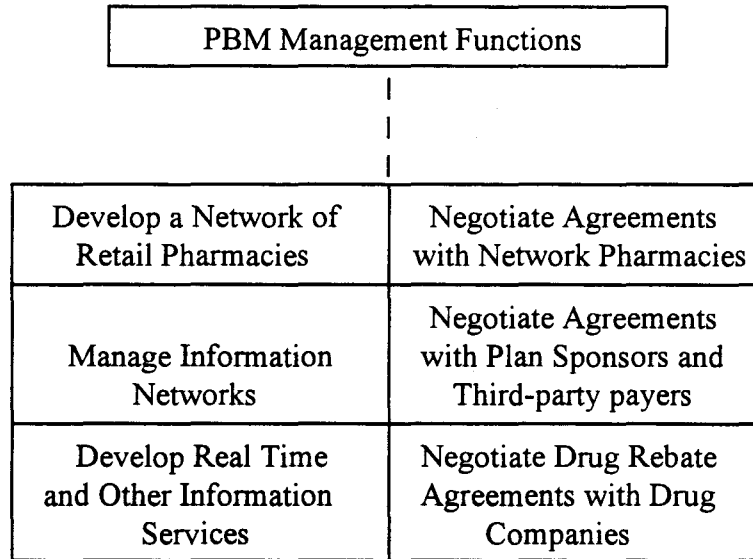 PBM Management Functions
Develop a Network of
Retail Pharmacies
Negotiate Agreements
with Network Pharmacies
Manage Information
Networks
Negotiate Agreements
with Plan Sponsors and
Third-party payers
Develop Real Time
and Other Information
Services
Negotiate Drug Rebate
Agreements with Drug
Companies